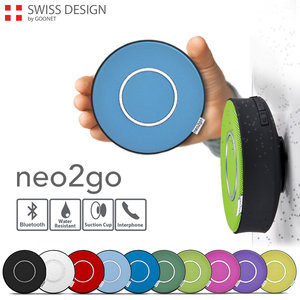 SWISS DESIGN
by GOONET
neo2go
Bluetooth
Water
Resistant
Suction Cup
Interphone